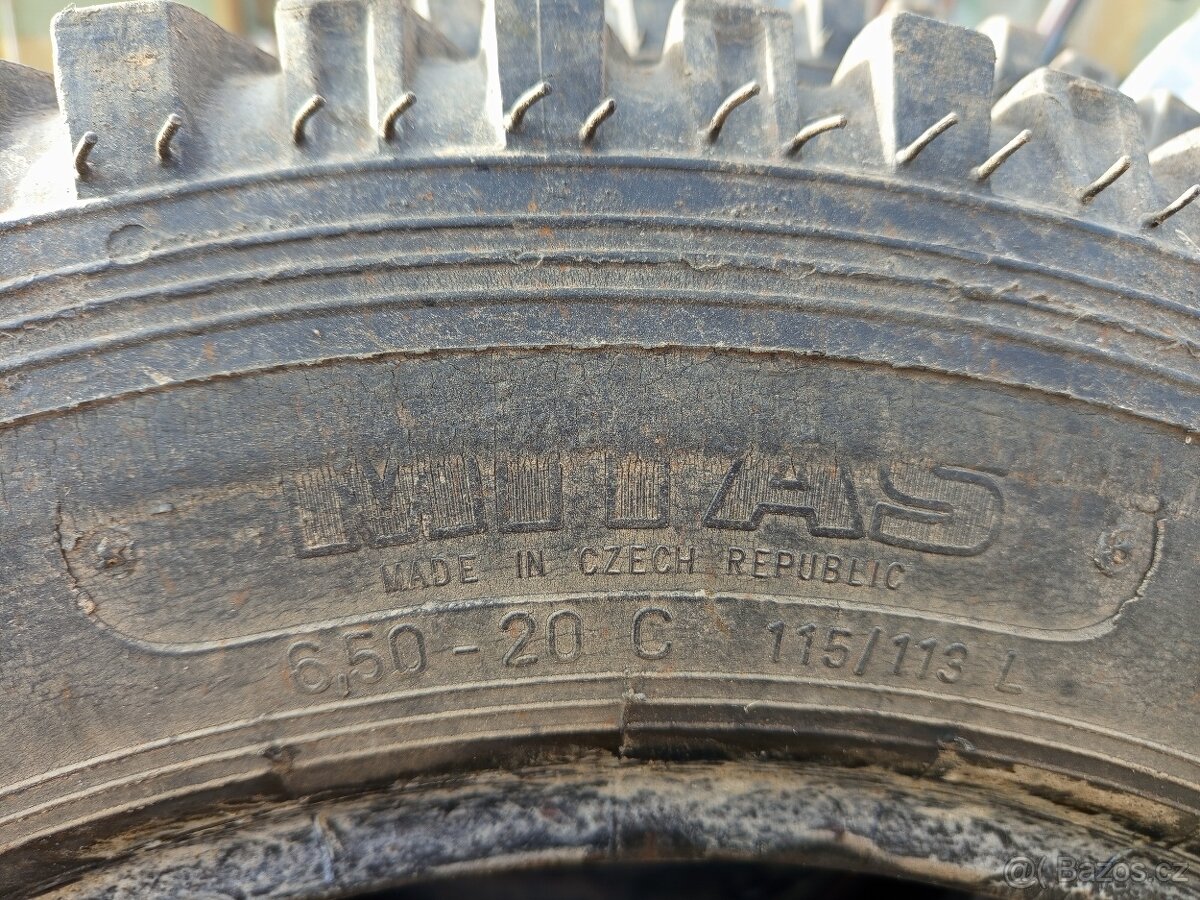 MITAS
MADE IN CZECH REPUBLIC
6,50 - 20 C 115/113 L
Bazos.cz